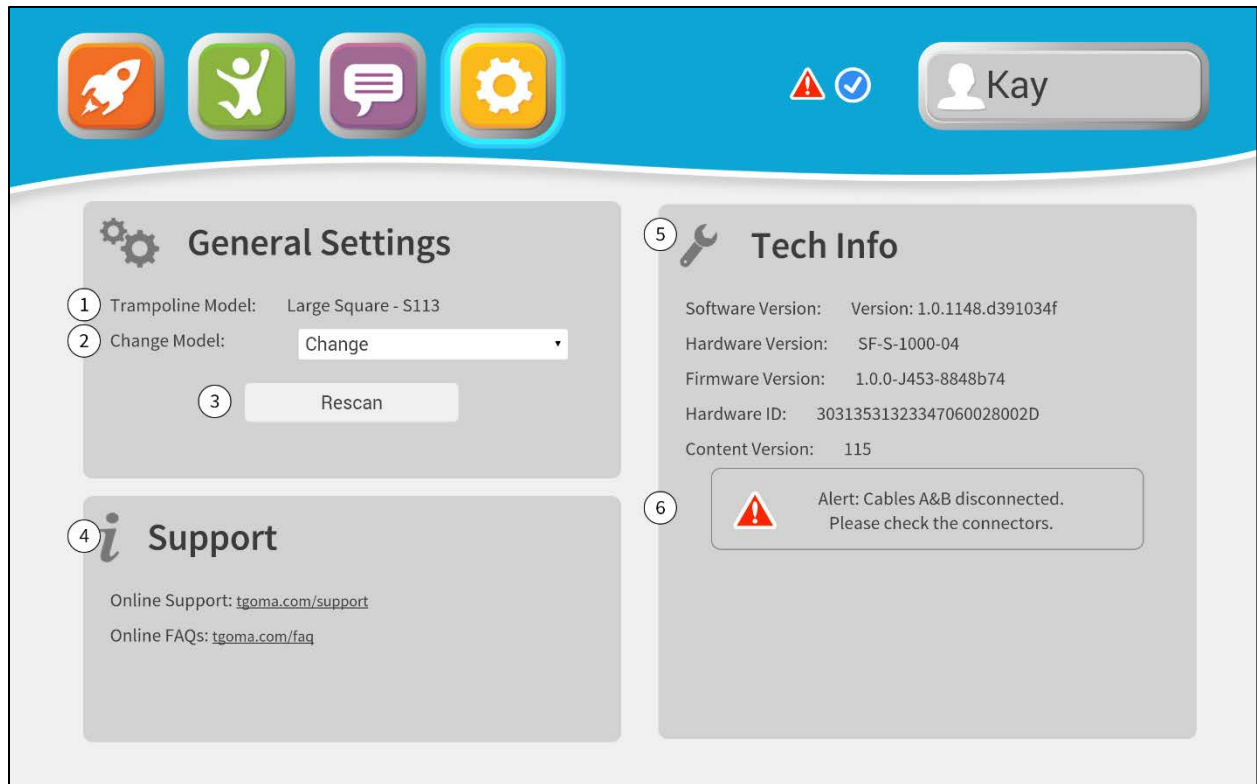 Kay
General Settings
1 Trampoline Model: Large Square - S113
2 Change Model: Change
3 Rescan
4 Support
Online Support: tgoma.com/support
Online FAQs: tgoma.com/faq
5 Tech Info
Software Version: Version: 1.0.1148.d391034f
Hardware Version: SF-S-1000-04
Firmware Version: 1.0.0-J453-8848b74
Hardware ID: 30313531323347060028002D
Content Version: 115
6 Alert: Cables A&B disconnected.
Please check the connectors.